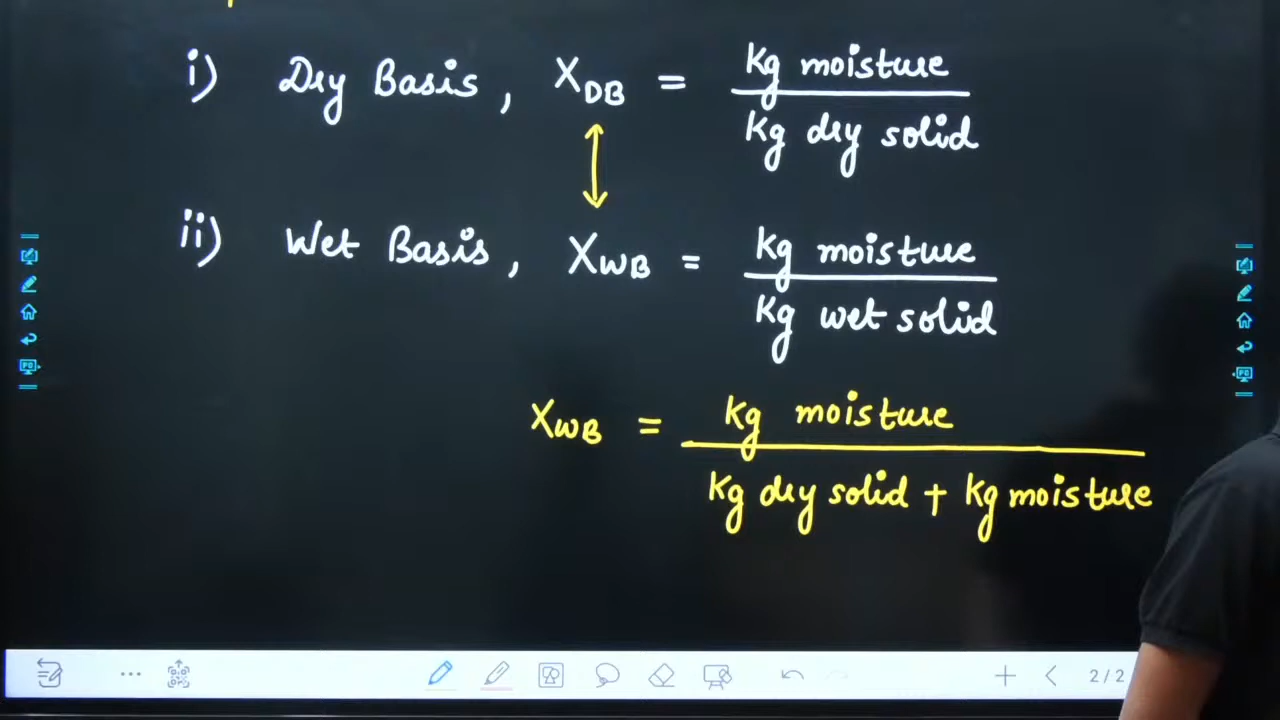 i) Dry Basis, X_DB = kg moisture / kg dry solid
ii) Wet Basis, X_WB = kg moisture / kg wet solid
X_WB = kg moisture / kg dry solid + kg moisture
2/2